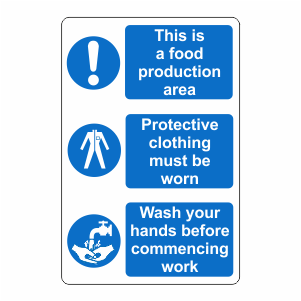 This is
a food
production
area
Protective
clothing
must be
worn
Wash your
hands before
commencing
work